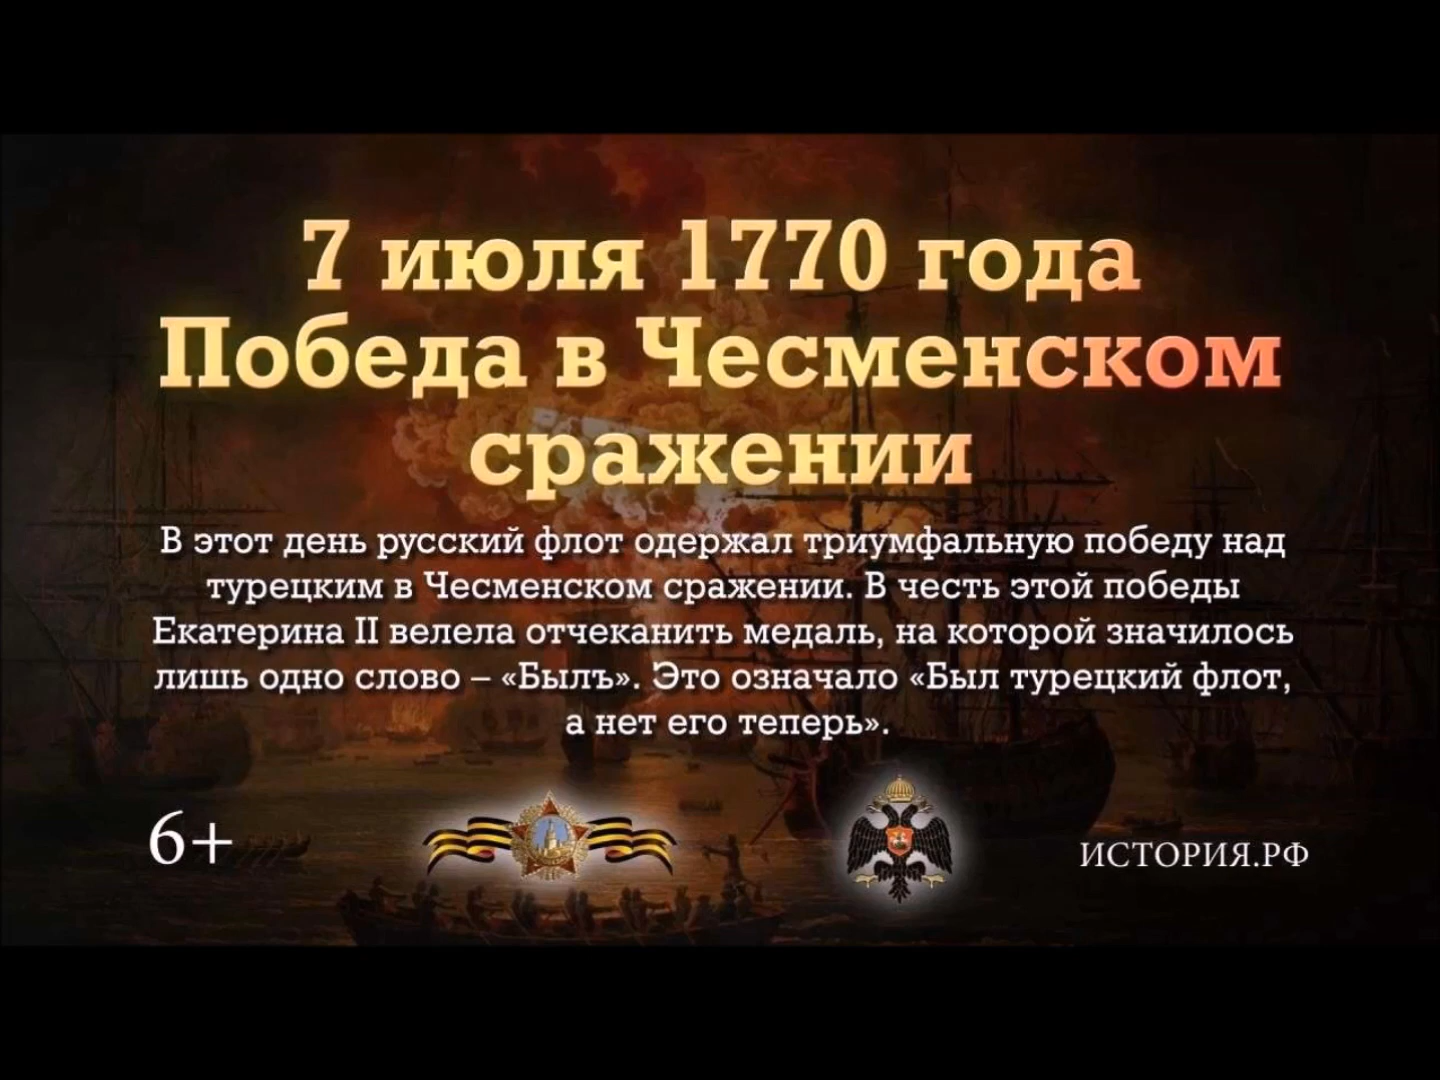 7 июля 1770 года
Победа в Чесменском
сражении
В этот день русский флот одержал триумфальную победу над
турецким в Чесменском сражении. В честь этой победы
Екатерина II велела отчеканить медаль, на которой значилось
лишь одно слово – «Былъ». Это означало «Был турецкий флот,
а нет его теперь».
6+
ИСТОРИЯ.РФ